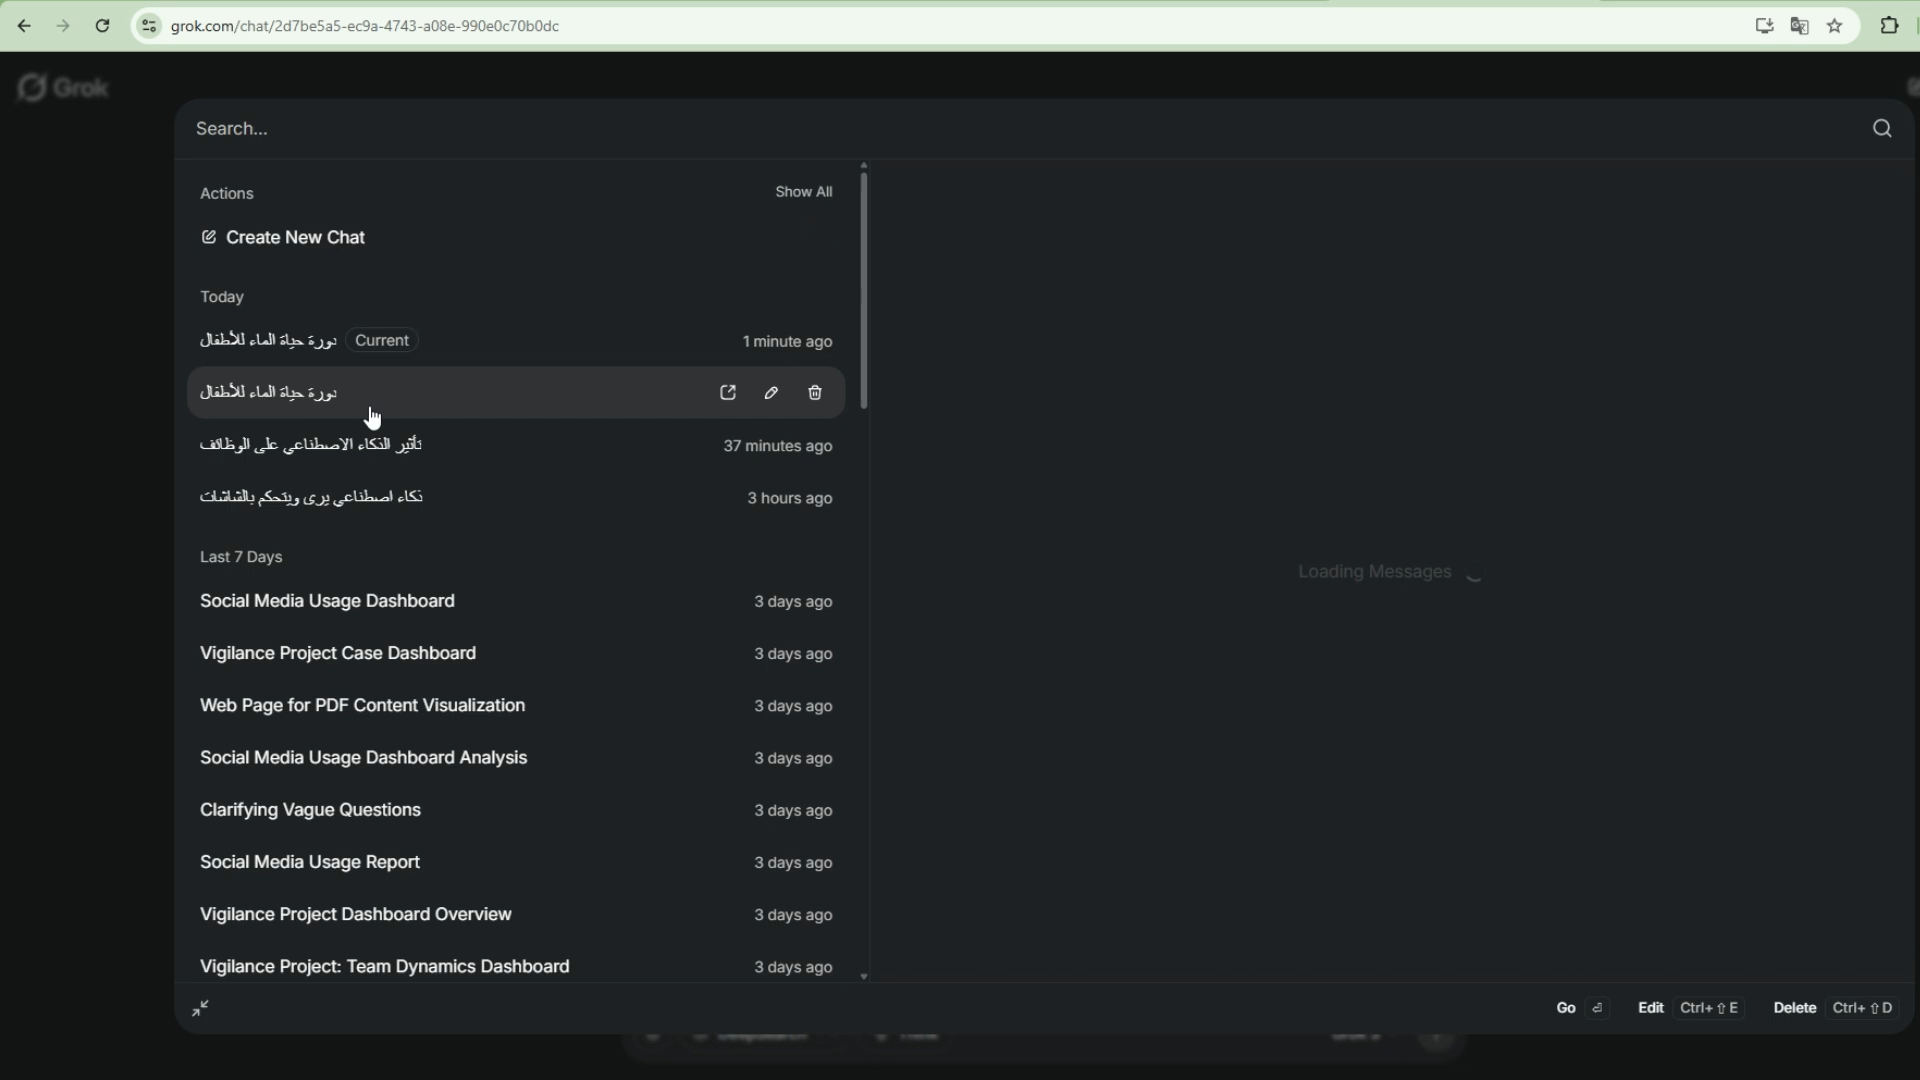 grok.com/chat/2d7be5a5-ec9a-4743-a08e-990e0c70b0dc
Grok
Search...
Actions
Show All
Create New Chat
Today
دورة حياة الماء للأطفال Current 1 minute ago
دورة حياة الماء للأطفال
تأثير الذكاء الاصطناعي على الوظائف 37 minutes ago
ذكاء اصطناعي يرى ويتحكم بالشاشات 3 hours ago
Loading Messages
Last 7 Days
Social Media Usage Dashboard 3 days ago
Vigilance Project Case Dashboard 3 days ago
Web Page for PDF Content Visualization 3 days ago
Social Media Usage Dashboard Analysis 3 days ago
Clarifying Vague Questions 3 days ago
Social Media Usage Report 3 days ago
Vigilance Project Dashboard Overview 3 days ago
Vigilance Project: Team Dynamics Dashboard 3 days ago
Go Edit Ctrl+⇧E Delete Ctrl+⇧D